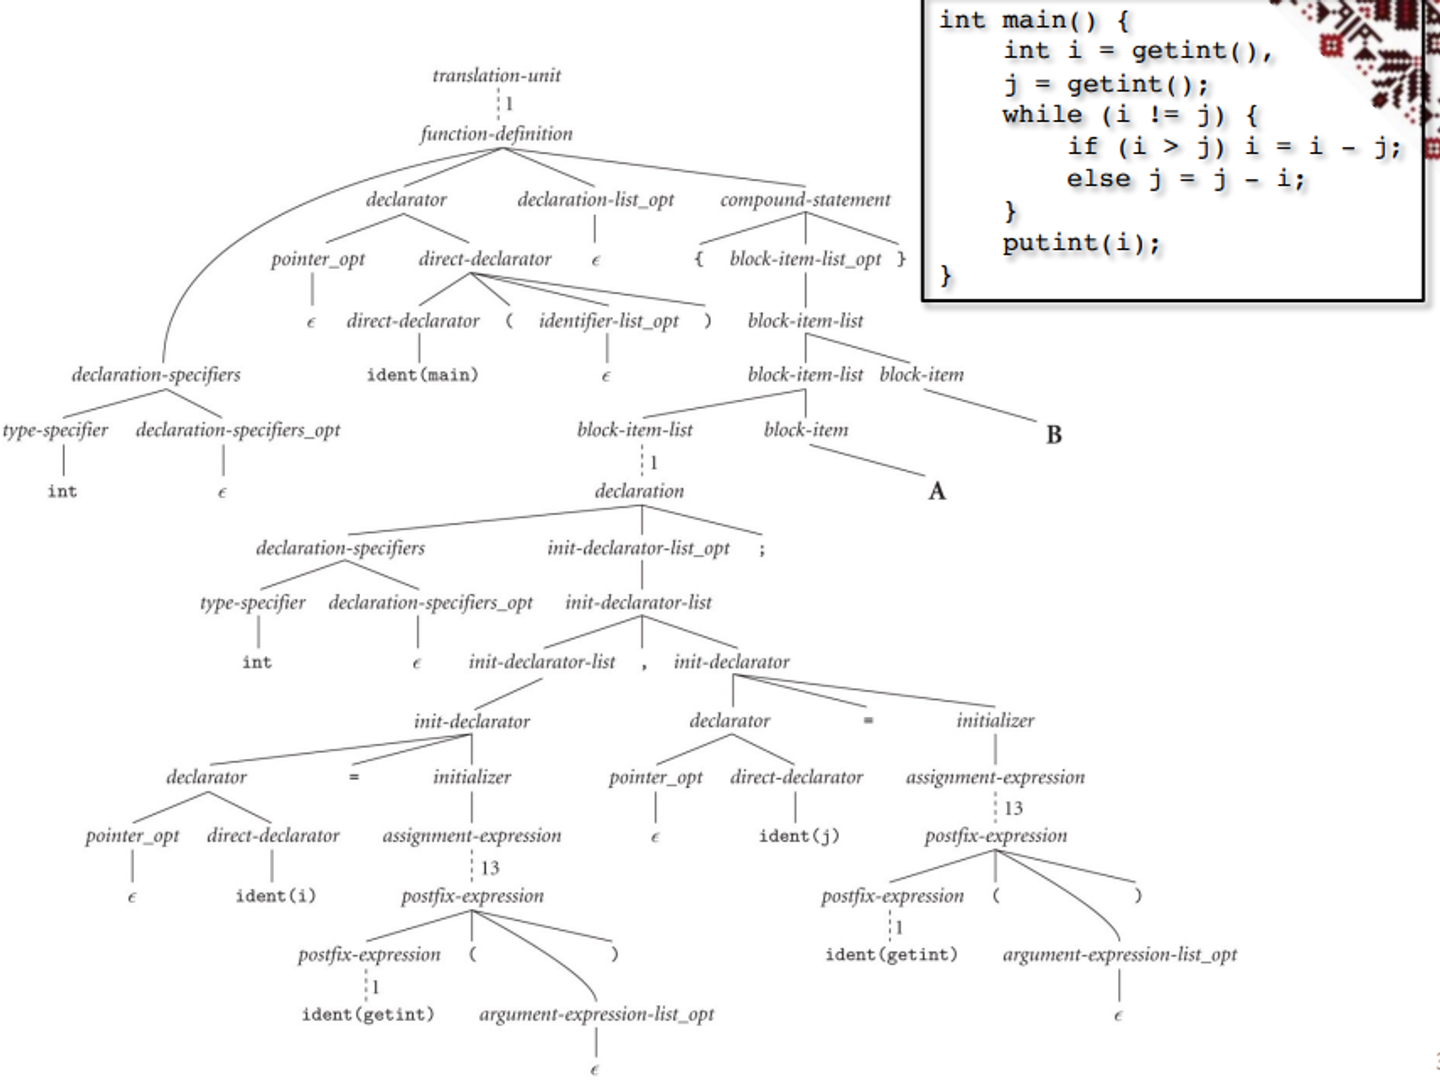 int main() {
int i = getint(),
j = getint();
while (i != j) {
if (i > j) i = i - j;
else j = j - i;
}
putint(i);
}
translation-unit
1
function-definition
declarator declaration-list_opt compound-statement
pointer_opt direct-declarator ϵ { block-item-list_opt }
ϵ direct-declarator ( identifier-list_opt ) block-item-list
declaration-specifiers ident(main) ϵ block-item-list block-item
type-specifier declaration-specifiers_opt block-item-list block-item B
1
int ϵ declaration A
declaration-specifiers init-declarator-list_opt ;
type-specifier declaration-specifiers_opt init-declarator-list
int ϵ init-declarator-list , init-declarator
init-declarator declarator = initializer
declarator = initializer pointer_opt direct-declarator assignment-expression
13
pointer_opt direct-declarator assignment-expression ϵ ident(j) postfix-expression
13
ϵ ident(i) postfix-expression postfix-expression ( )
1
postfix-expression ( ) ident(getint) argument-expression-list_opt
1
ident(getint) argument-expression-list_opt ϵ
ϵ